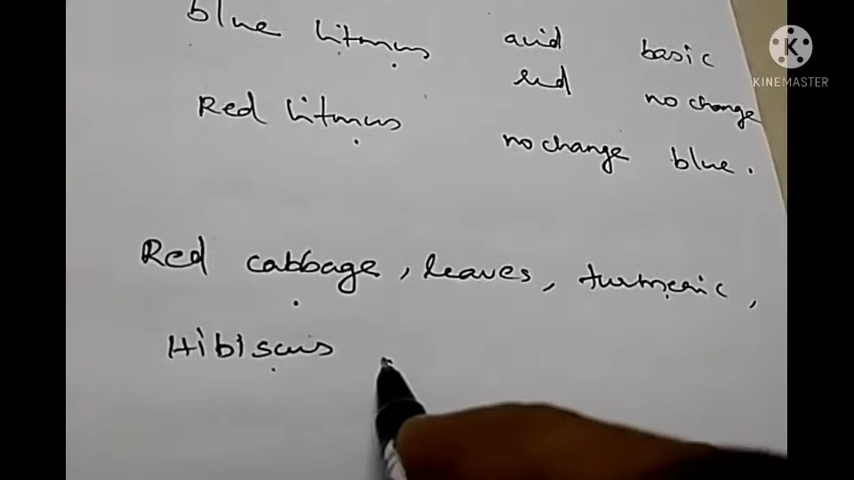 blue litmus acid basic
red no change
Red litmus
no change blue.
Red cabbage, leaves, turmeric,
Hibiscus
K
KINEMASTER